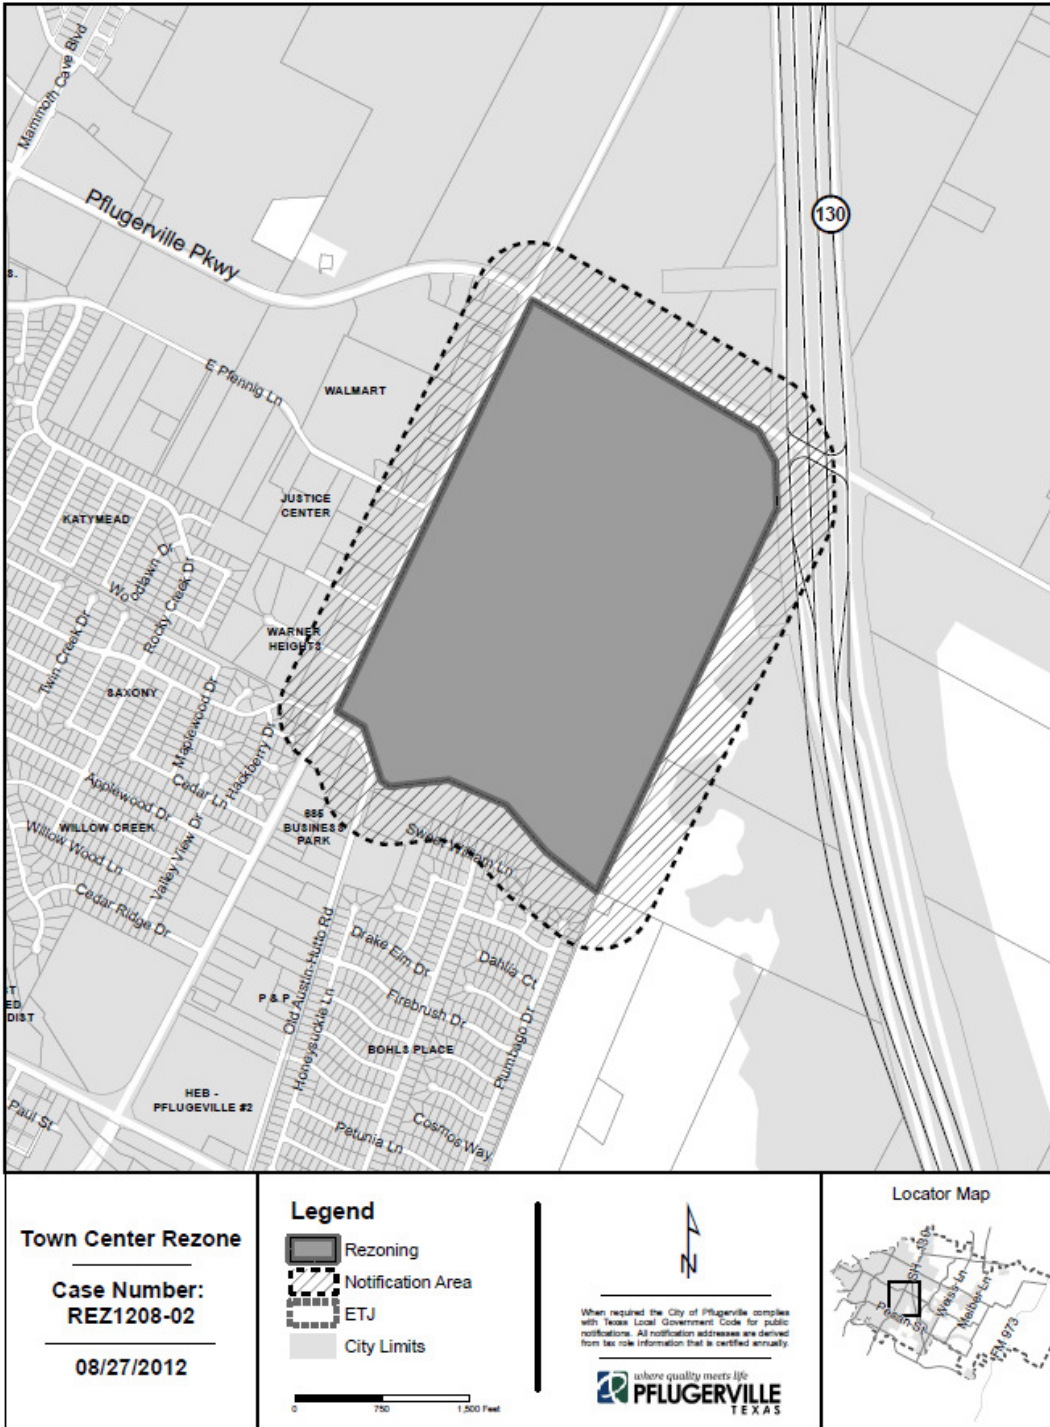 Mammoth Cave Blvd
Pflugerville Pkwy
130
S.
E Pfennig Ln
WALMART
JUSTICE
CENTER
KATYMEAD
Woodlawn Dr
Rocky Creek Dr
Twin Creek Dr
WARNER
HEIGHTS
SAXONY
Maplewood Dr
Hackberry Dr
Cedar Ln
Applewood Dr
WILLOW CREEK
Willow Wood Ln
Valley View Dr
Cedar Ridge Dr
685
BUSINESS
PARK
Sweet William Ln
Old Austin-Hutto Rd
Honeysuckle Ln
Drake Elm Dr
Dahlia Ct
Firebrush Dr
Plumbago Dr
BOHLS PLACE
P & P
ST
ED
DIST
HEB -
PFLUGEVILLE #2
Paul St
Petunia Ln
Cosmos Way
Town Center Rezone
Case Number:
REZ1208-02
08/27/2012
Legend
Rezoning
Notification Area
ETJ
City Limits
0 750 1,500 Feet
N
When required the City of Pflugerville complies
with Texas Local Government Code for public
notifications. All notification addresses are derived
from tax role information that is certified annually.
where quality meets life
PFLUGERVILLE
TEXAS
Locator Map
SH - 130
Weiss Ln
Melber Ln
Pecan St
FM 973